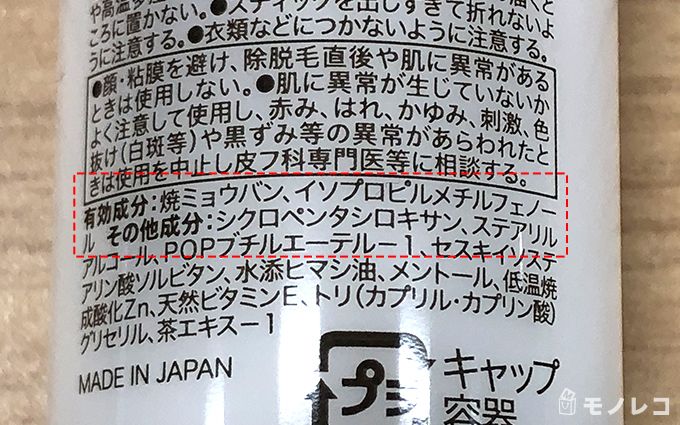 や高温多湿
ころに置かない。●スティックを出しすぎて折れないよ
うに注意する。●衣類などにつかないように注意する。
●顔・粘膜を避け、除脱毛直後や肌に異常がある
ときは使用しない。●肌に異常が生じていないか
よく注意して使用し、赤み、はれ、かゆみ、刺激、色
抜け(白斑等)や黒ずみ等の異常があらわれたと
きは使用を中止し皮フ科専門医等に相談する。
有効成分:焼ミョウバン、イソプロピルメチルフェノー
ル その他成分:シクロペンタシロキサン、ステアリル
アルコール、POPブチルエーテル-1、セスキイソステ
アリン酸ソルビタン、水添ヒマシ油、メントール、低温焼
成酸化Zn、天然ビタミンE、トリ(カプリル・カプリン酸)
グリセリル、茶エキス-1
MADE IN JAPAN
プラ
キャップ
容器
モノレコ